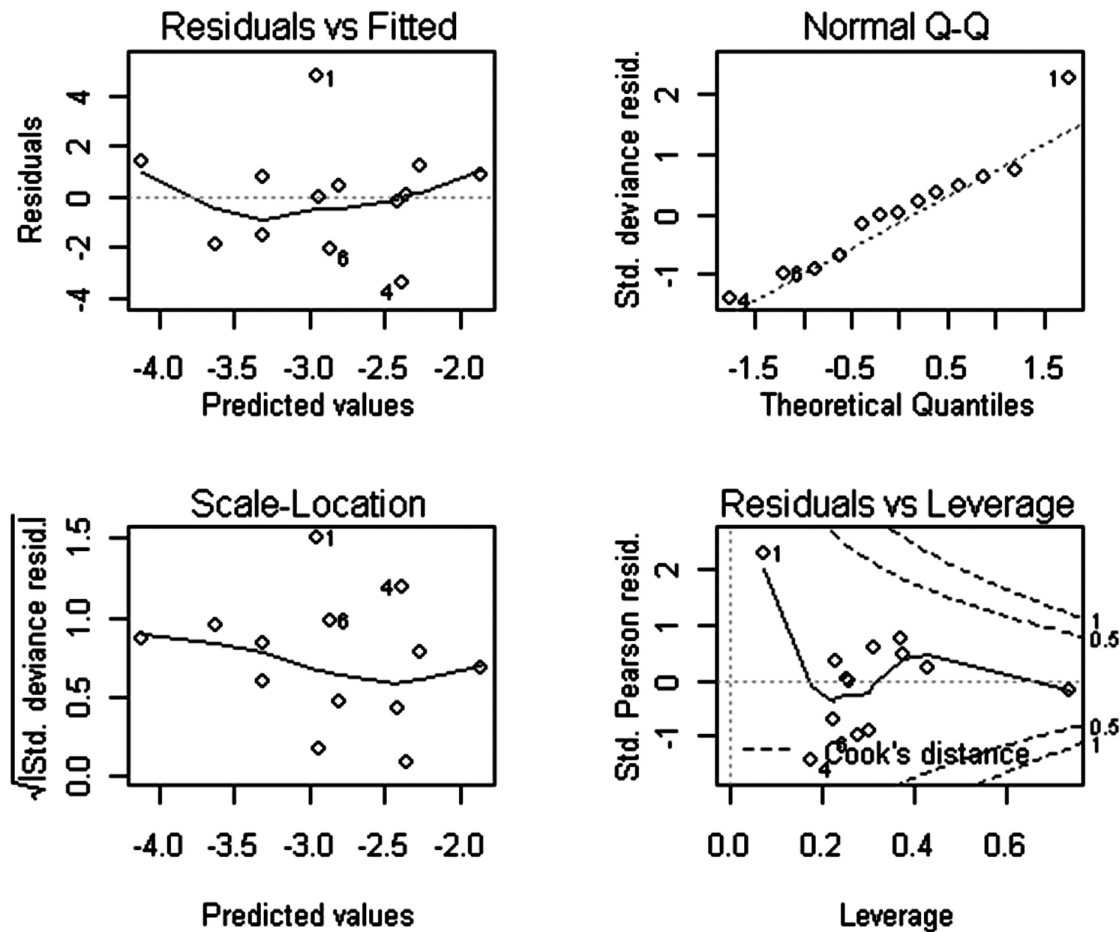 Residuals vs Fitted
Residuals
4
2
0
-2
-4
1
6
4
-4.0 -3.5 -3.0 -2.5 -2.0
Predicted values
Normal Q-Q
Std. deviance resid.
2
1
0
-1
1
6
4
-1.5 -0.5 0.5 1.5
Theoretical Quantiles
Scale-Location
√|Std. deviance resid.|
1.5
1.0
0.5
0.0
1
4
6
-4.0 -3.5 -3.0 -2.5 -2.0
Predicted values
Residuals vs Leverage
Std. Pearson resid.
2
1
0
-1
1
6
4
Cook's distance
1
0.5
0.5
1
0.0 0.2 0.4 0.6
Leverage